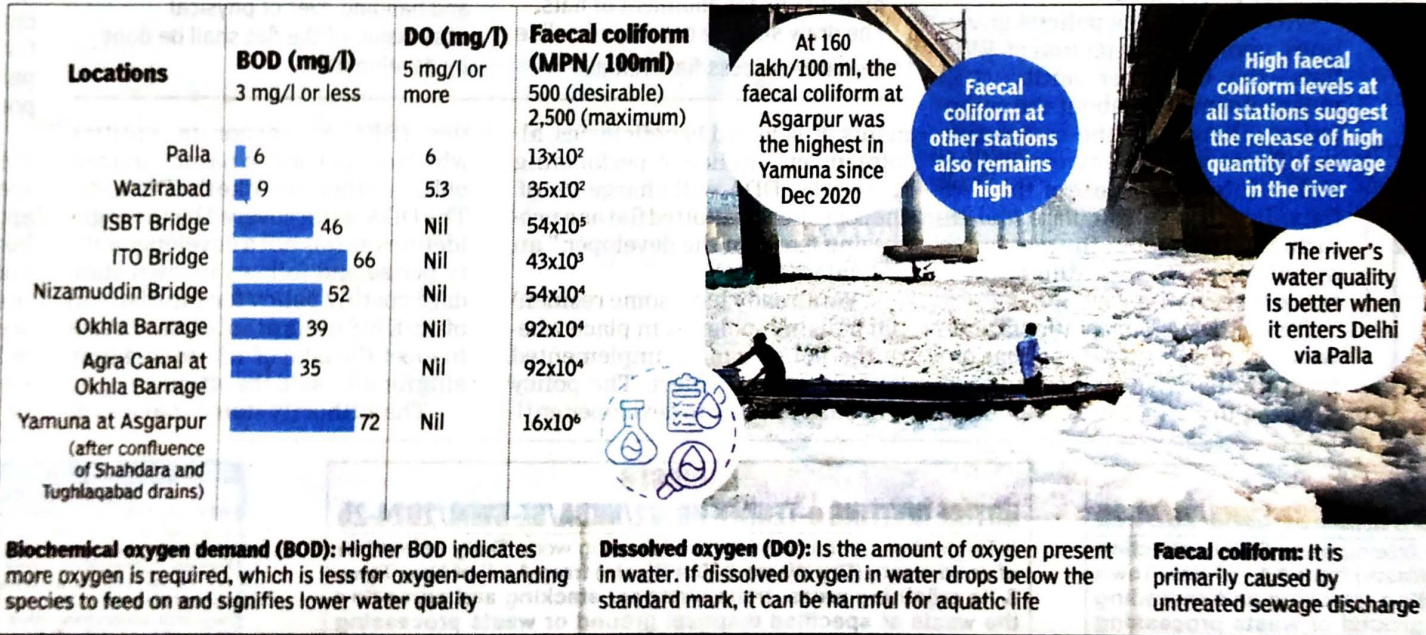 Locations
BOD (mg/l)
3 mg/l or less
DO (mg/l)
5 mg/l or
more
Faecal coliform
(MPN/ 100ml)
500 (desirable)
2,500 (maximum)
Palla 6 6 13x10²
Wazirabad 9 5.3 35x10²
ISBT Bridge 46 Nil 54x10⁵
ITO Bridge 66 Nil 43x10³
Nizamuddin Bridge 52 Nil 54x10⁴
Okhla Barrage 39 Nil 92x10⁴
Agra Canal at 35 Nil 92x10⁴
Okhla Barrage
Yamuna at Asgarpur 72 Nil 16x10⁶
(after confluence
of Shahdara and
Tughlaqabad drains)
At 160
lakh/100 ml, the
faecal coliform at
Asgarpur was
the highest in
Yamuna since
Dec 2020
Faecal
coliform at
other stations
also remains
high
High faecal
coliform levels at
all stations suggest
the release of high
quantity of sewage
in the river
The river's
water quality
is better when
it enters Delhi
via Palla
Biochemical oxygen demand (BOD): Higher BOD indicates
more oxygen is required, which is less for oxygen-demanding
species to feed on and signifies lower water quality
Dissolved oxygen (DO): Is the amount of oxygen present
in water. If dissolved oxygen in water drops below the
standard mark, it can be harmful for aquatic life
Faecal coliform: It is
primarily caused by
untreated sewage discharge